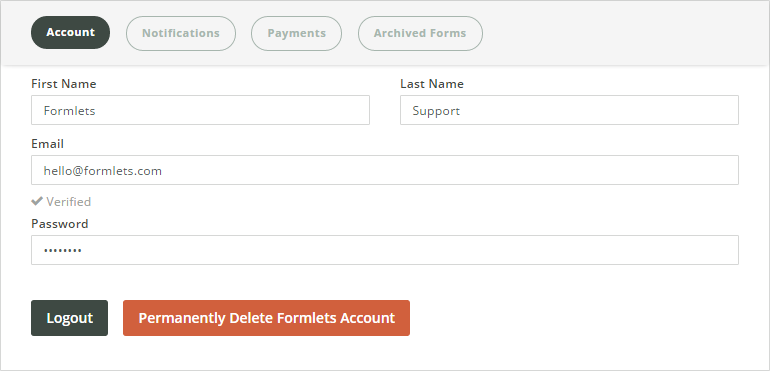 Account Notifications Payments Archived Forms
First Name Last Name
Formlets Support
Email
hello@formlets.com
Verified
Password
••••••••
Logout Permanently Delete Formlets Account